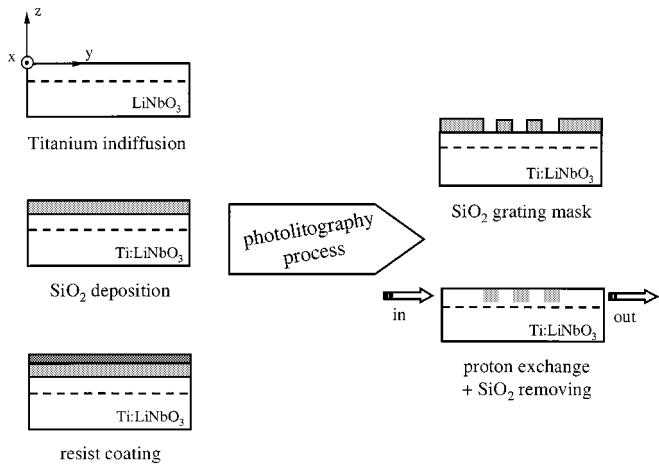 z
x
y
LiNbO₃
Titanium indiffusion
Ti:LiNbO₃
SiO₂ deposition
Ti:LiNbO₃
resist coating
photolitography
process
Ti:LiNbO₃
SiO₂ grating mask
in
out
Ti:LiNbO₃
proton exchange
+ SiO₂ removing